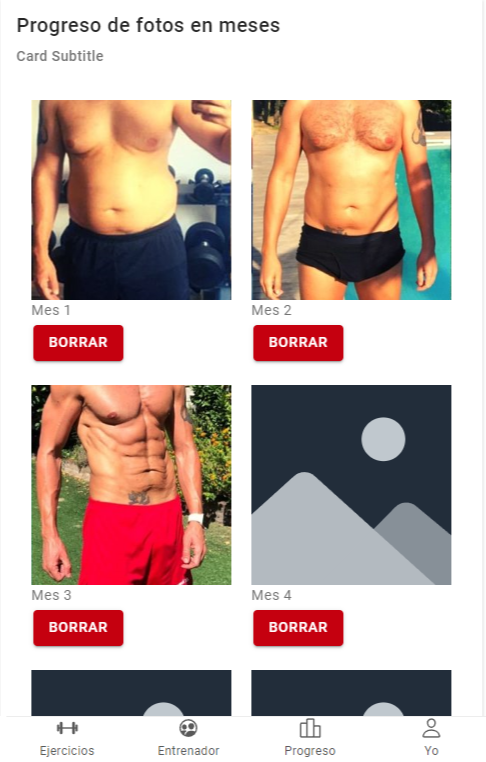 Progreso de fotos en meses
Card Subtitle
Mes 1
Mes 2
BORRAR
BORRAR
Mes 3
Mes 4
BORRAR
BORRAR
Ejercicios
Entrenador
Progreso
Yo